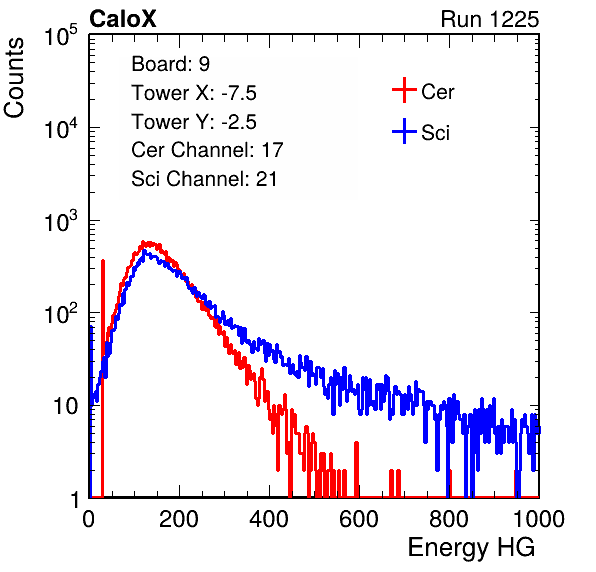 CaloX Run 1225
Counts
Board: 9
Tower X: -7.5
Tower Y: -2.5
Cer Channel: 17
Sci Channel: 21
Cer
Sci
10^5
10^4
10^3
10^2
10
1
0 200 400 600 800 1000
Energy HG